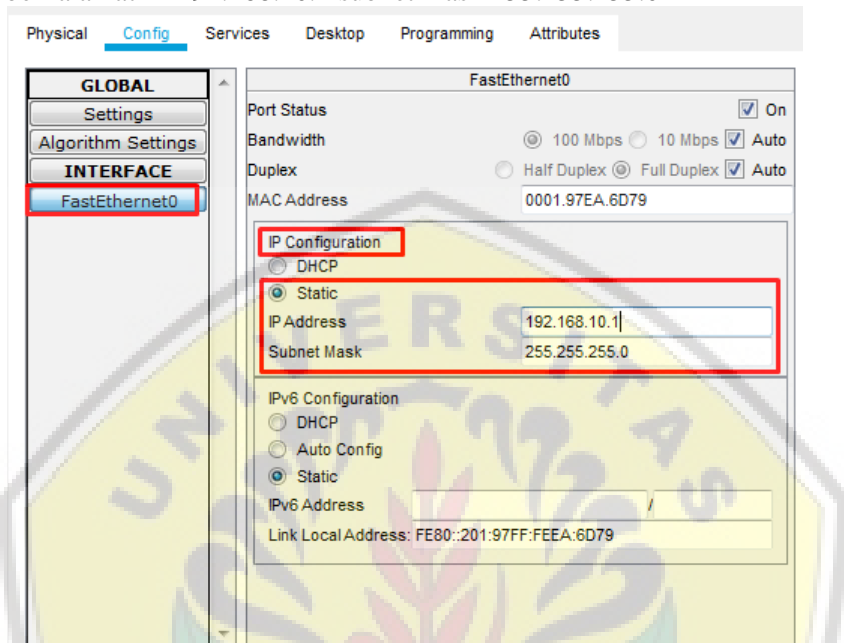 Physical Config Services Desktop Programming Attributes
GLOBAL
Settings
Algorithm Settings
INTERFACE
FastEthernet0
FastEthernet0
Port Status On
Bandwidth 100 Mbps 10 Mbps Auto
Duplex Half Duplex Full Duplex Auto
MAC Address 0001.97EA.6D79
IP Configuration
DHCP
Static
IP Address 192.168.10.1
Subnet Mask 255.255.255.0
IPv6 Configuration
DHCP
Auto Config
Static
IPv6 Address /
Link Local Address: FE80::201:97FF:FEEA:6D79
UNIVERSITAS